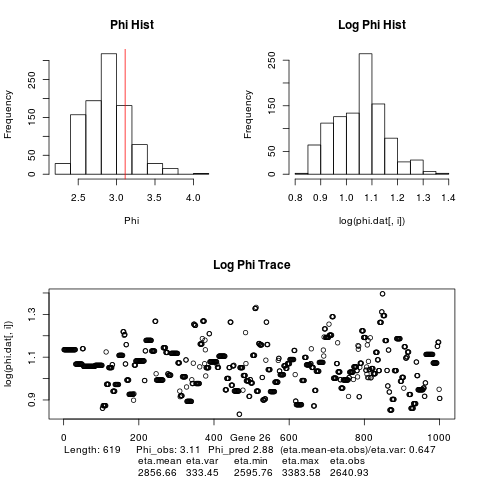 Phi Hist
Log Phi Hist
Frequency
0 50 150 250
2.5 3.0 3.5 4.0
Phi
Frequency
0 50 150 250
0.8 0.9 1.0 1.1 1.2 1.3 1.4
log(phi.dat[, i])
Log Phi Trace
log(phi.dat[, i])
0.9 1.1 1.3
0 200 400 600 800 1000
Gene 26
Length: 619 Phi_obs: 3.11 Phi_pred 2.88 (eta.mean-eta.obs)/eta.var: 0.647
eta.mean eta.var eta.min eta.max eta.obs
2856.66 333.45 2595.76 3383.58 2640.93